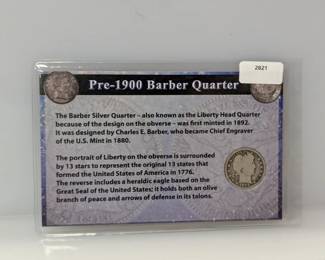 2821
Pre-1900 Barber Quarter
The Barber Silver Quarter – also known as the Liberty Head Quarter
because of the design on the obverse – was first minted in 1892.
It was designed by Charles E. Barber, who became Chief Engraver
of the U.S. Mint in 1880.
The portrait of Liberty on the obverse is surrounded
by 13 stars to represent the original 13 states that
formed the United States of America in 1776.
The reverse includes a heraldic eagle based on the
Great Seal of the United States; it holds both an olive
branch of peace and arrows of defense in its talons.